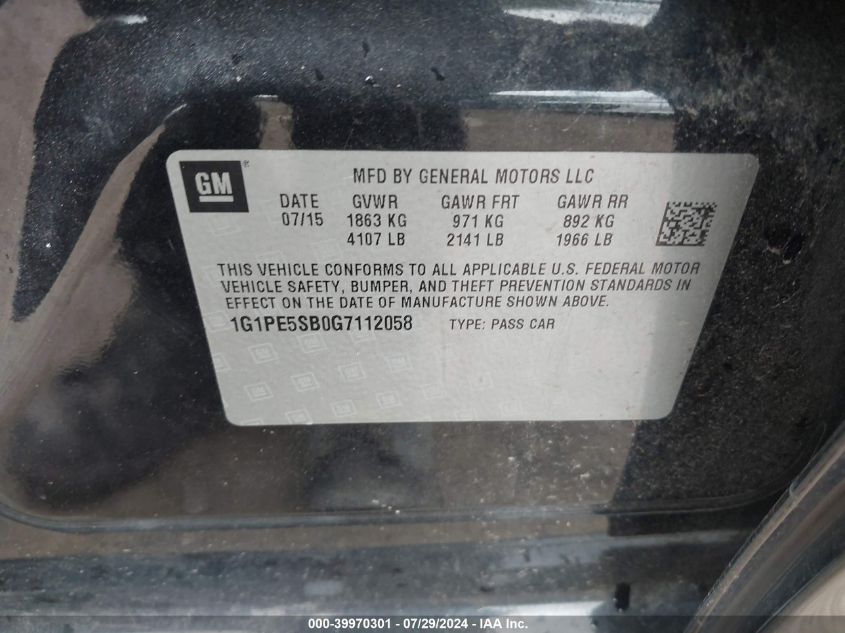 GM ®
MFD BY GENERAL MOTORS LLC
DATE GVWR GAWR FRT GAWR RR
07/15 1863 KG 971 KG 892 KG
4107 LB 2141 LB 1966 LB
THIS VEHICLE CONFORMS TO ALL APPLICABLE U.S. FEDERAL MOTOR
VEHICLE SAFETY, BUMPER, AND THEFT PREVENTION STANDARDS IN
EFFECT ON THE DATE OF MANUFACTURE SHOWN ABOVE.
1G1PE5SB0G7112058 TYPE: PASS CAR
000-39970301 - 07/29/2024 - © IAA Inc.